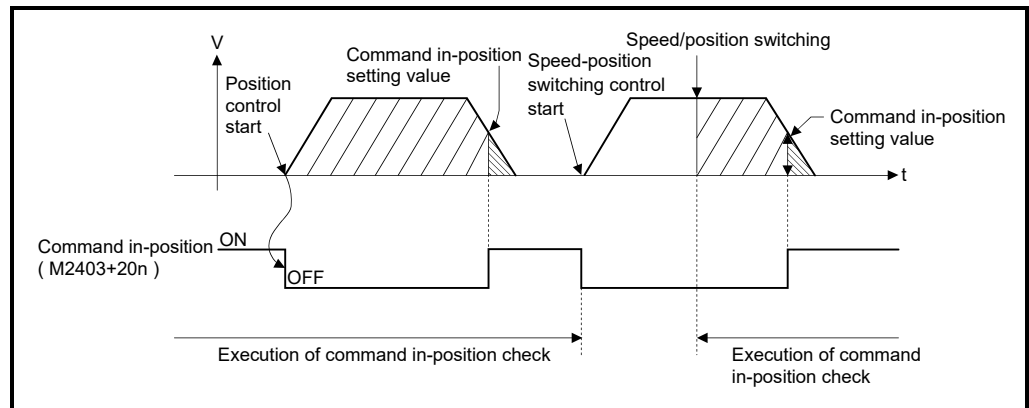 V
Position
control
start
Command in-position
setting value
Speed-position
switching control
start
Speed/position switching
Command in-position
setting value
t
Command in-position
( M2403+20n )
ON
OFF
Execution of command in-position check
Execution of command
in-position check